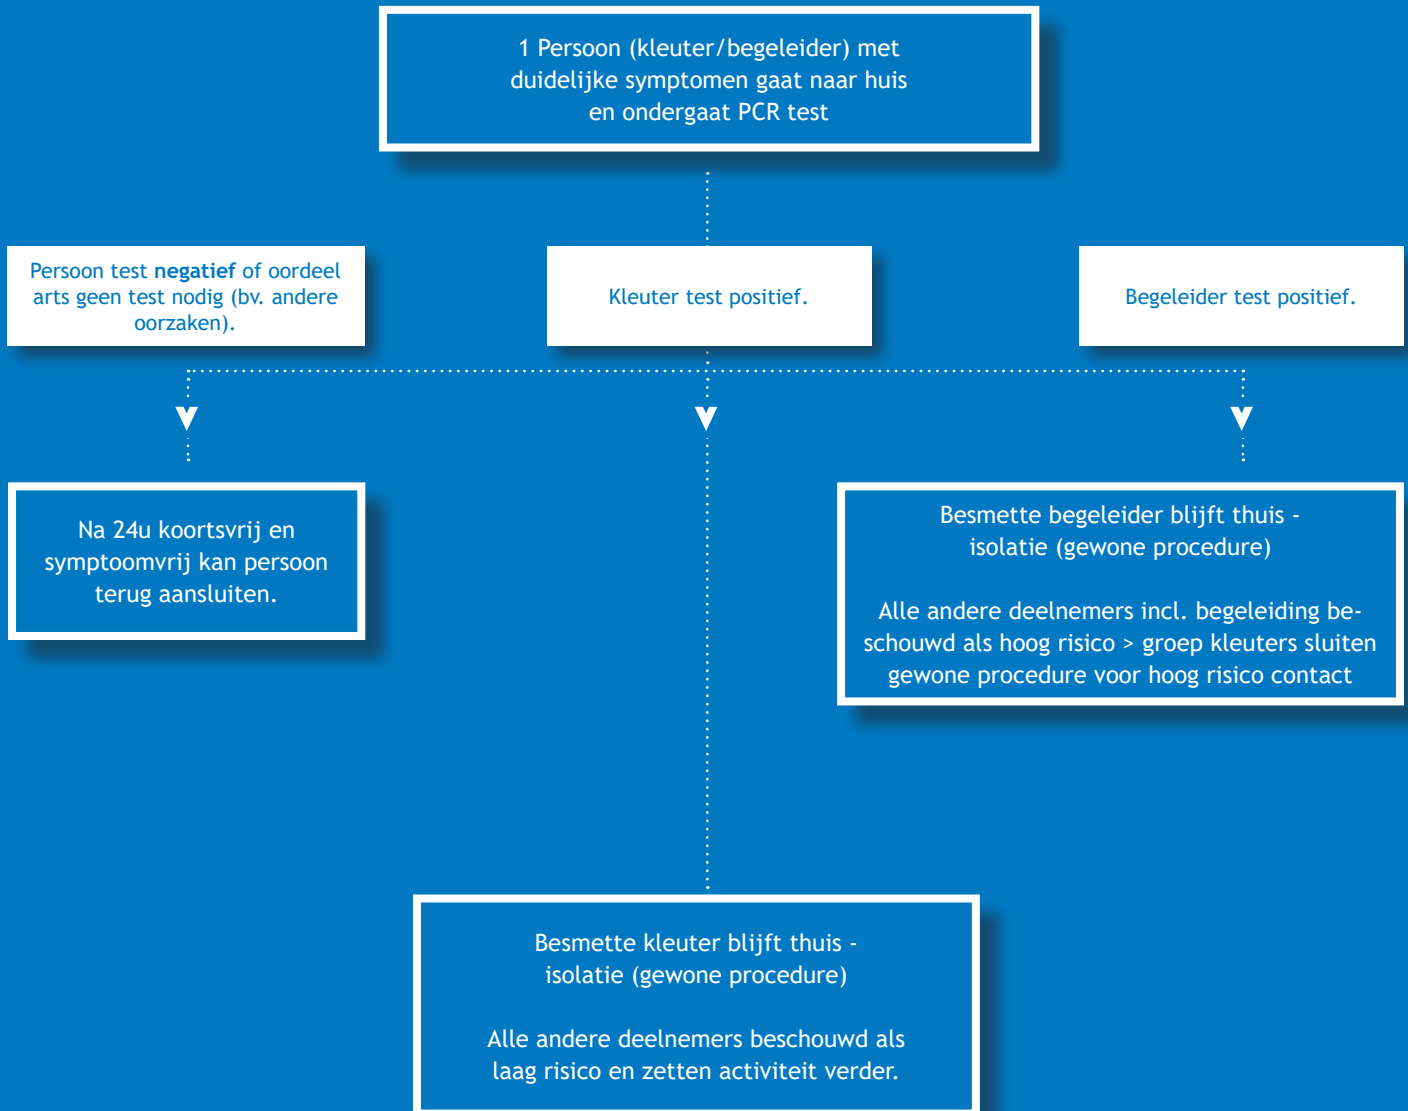 1 Persoon (kleuter/begeleider) met
duidelijke symptomen gaat naar huis
en ondergaat PCR test
Persoon test negatief of oordeel
arts geen test nodig (bv. andere
oorzaken).
Kleuter test positief.
Begeleider test positief.
Na 24u koortsvrij en
symptoomvrij kan persoon
terug aansluiten.
Besmette begeleider blijft thuis -
isolatie (gewone procedure)
Alle andere deelnemers incl. begeleiding be-
schouwd als hoog risico > groep kleuters sluiten
gewone procedure voor hoog risico contact
Besmette kleuter blijft thuis -
isolatie (gewone procedure)
Alle andere deelnemers beschouwd als
laag risico en zetten activiteit verder.